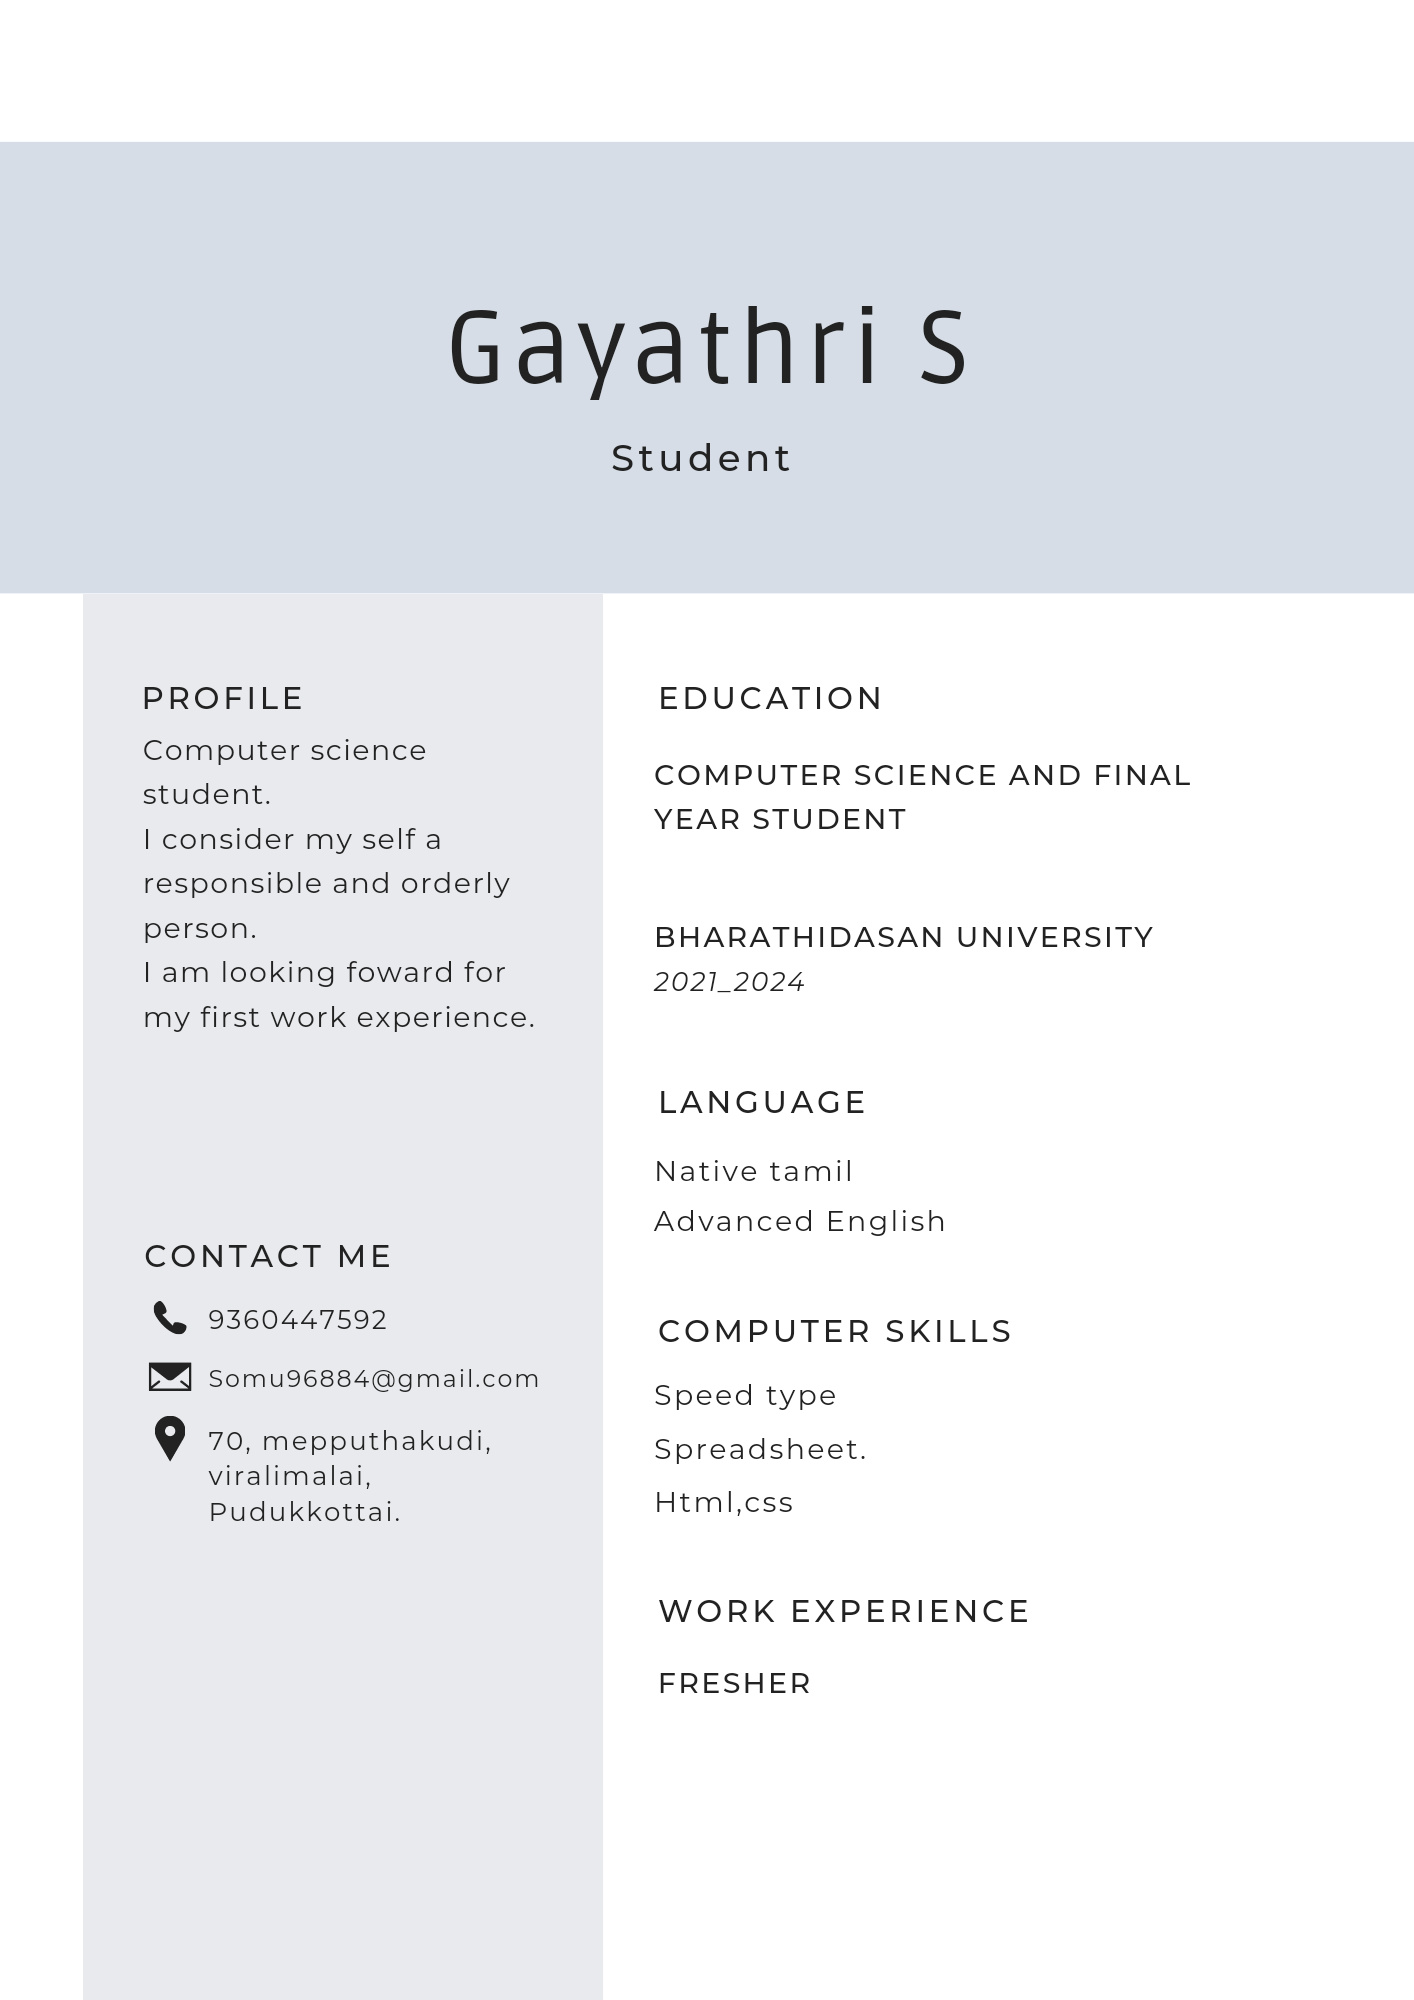 Gayathri S
Student
PROFILE
Computer science
student.
I consider my self a
responsible and orderly
person.
I am looking foward for
my first work experience.
CONTACT ME
9360447592
Somu96884@gmail.com
70, mepputhakudi,
viralimalai,
Pudukkottai.
EDUCATION
COMPUTER SCIENCE AND FINAL
YEAR STUDENT
BHARATHIDASAN UNIVERSITY
2021_2024
LANGUAGE
Native tamil
Advanced English
COMPUTER SKILLS
Speed type
Spreadsheet.
Html,css
WORK EXPERIENCE
FRESHER